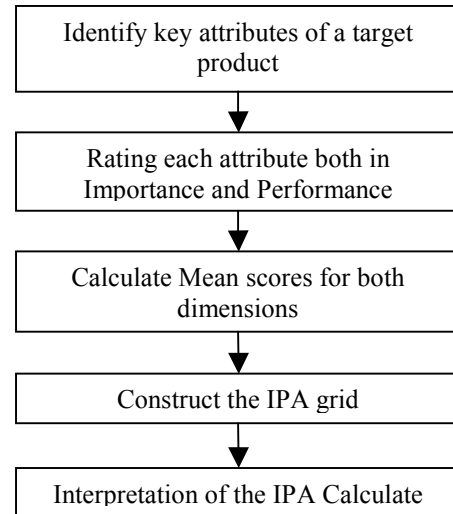 Identify key attributes of a target
product
Rating each attribute both in
Importance and Performance
Calculate Mean scores for both
dimensions
Construct the IPA grid
Interpretation of the IPA Calculate